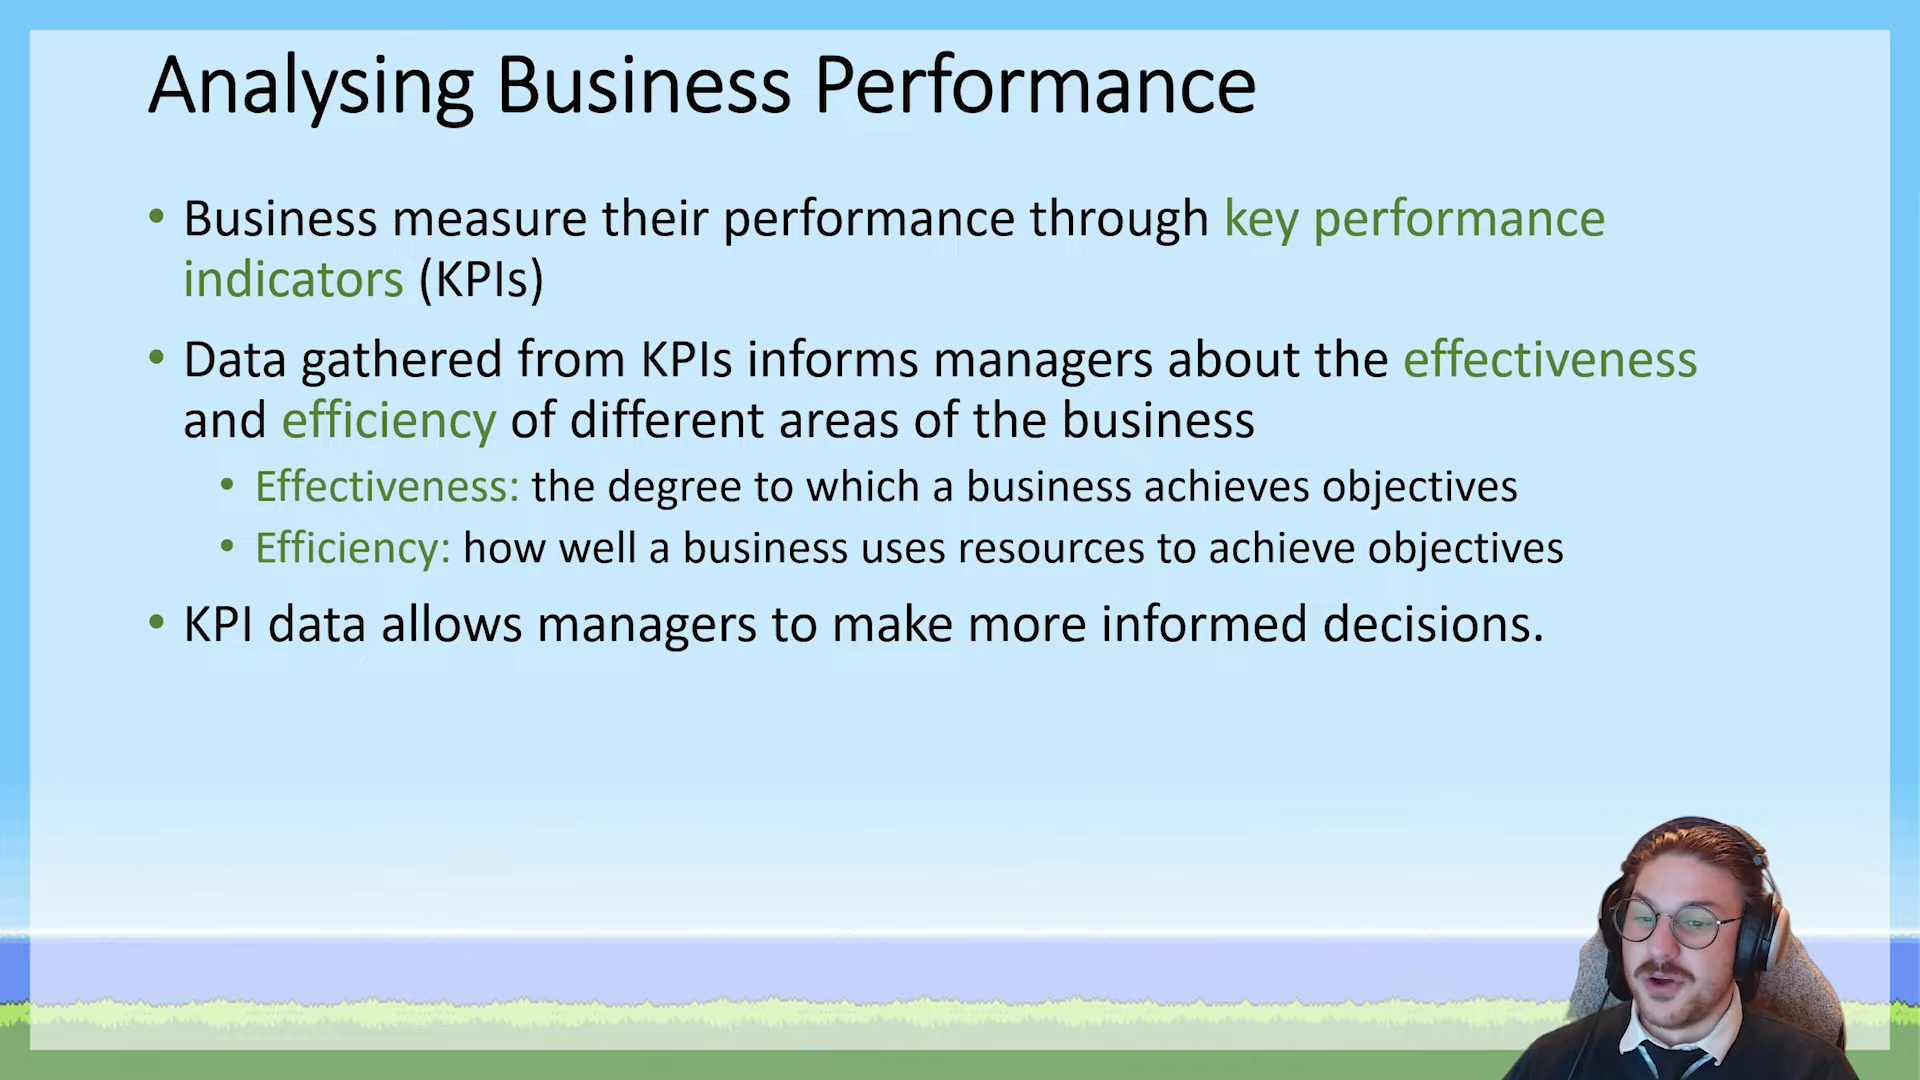 Analysing Business Performance
• Business measure their performance through key performance
indicators (KPIs)
• Data gathered from KPIs informs managers about the effectiveness
and efficiency of different areas of the business
• Effectiveness: the degree to which a business achieves objectives
• Efficiency: how well a business uses resources to achieve objectives
• KPI data allows managers to make more informed decisions.